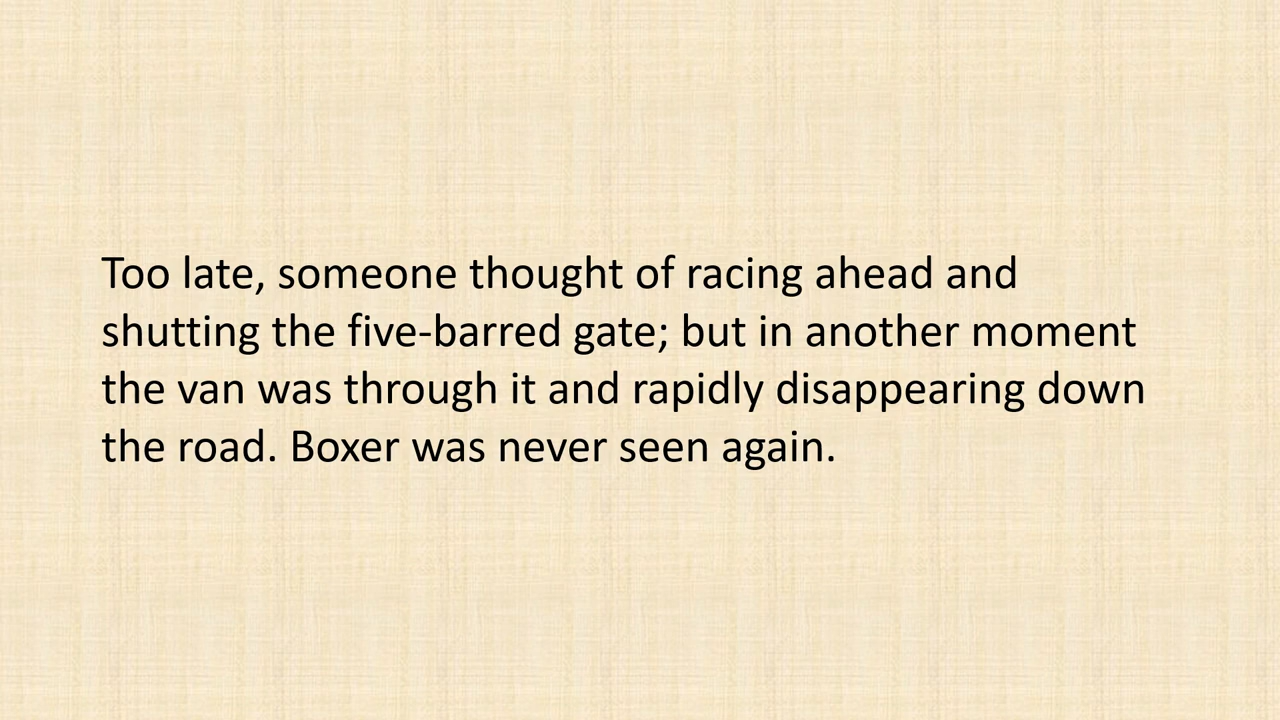 Too late, someone thought of racing ahead and
shutting the five-barred gate; but in another moment
the van was through it and rapidly disappearing down
the road. Boxer was never seen again.